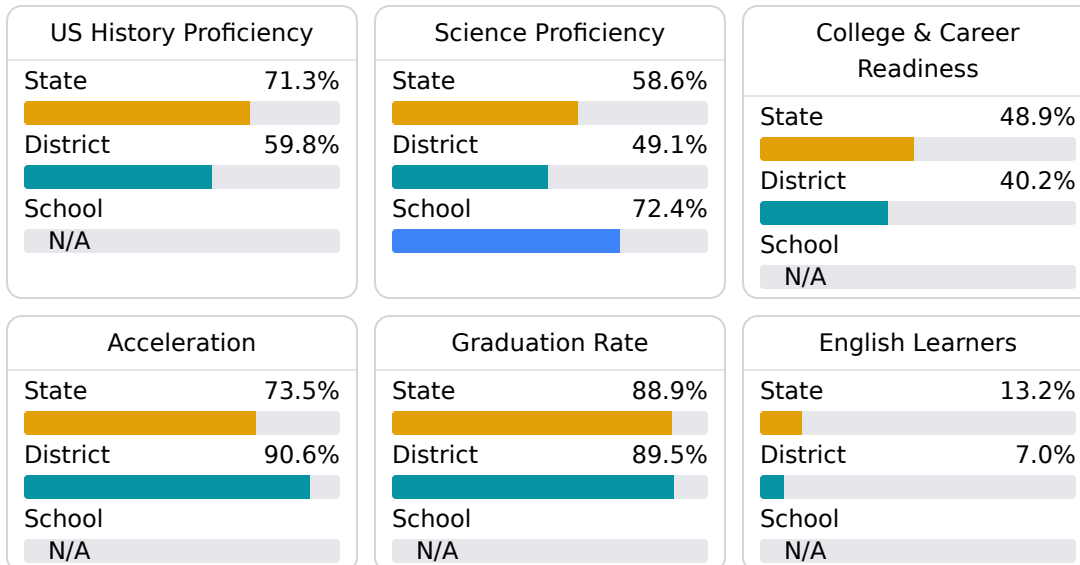 US History Proficiency
State 71.3%
District 59.8%
School
N/A
Science Proficiency
State 58.6%
District 49.1%
School 72.4%
College & Career
Readiness
State 48.9%
District 40.2%
School
N/A
Acceleration
State 73.5%
District 90.6%
School
N/A
Graduation Rate
State 88.9%
District 89.5%
School
N/A
English Learners
State 13.2%
District 7.0%
School
N/A